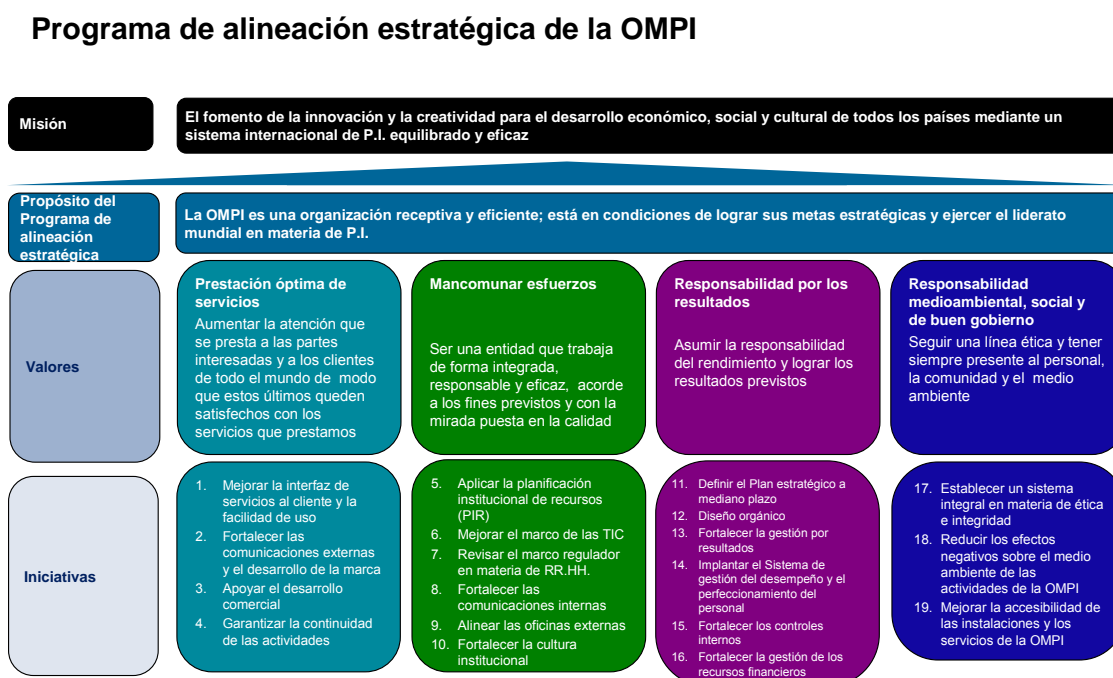 Programa de alineación estratégica de la OMPI
Misión
El fomento de la innovación y la creatividad para el desarrollo económico, social y cultural de todos los países mediante un
sistema internacional de P.I. equilibrado y eficaz
Propósito del
Programa de
alineación
estratégica
La OMPI es una organización receptiva y eficiente; está en condiciones de lograr sus metas estratégicas y ejercer el liderato
mundial en materia de P.I.
Valores
Prestación óptima de
servicios
Aumentar la atención que
se presta a las partes
interesadas y a los clientes
de todo el mundo de modo
que estos últimos queden
satisfechos con los
servicios que prestamos
Mancomunar esfuerzos
Ser una entidad que trabaja
de forma integrada,
responsable y eficaz, acorde
a los fines previstos y con la
mirada puesta en la calidad
Responsabilidad por los
resultados
Asumir la responsabilidad
del rendimiento y lograr los
resultados previstos
Responsabilidad
medioambiental, social y
de buen gobierno
Seguir una línea ética y tener
siempre presente al personal,
la comunidad y el medio
ambiente
Iniciativas
1. Mejorar la interfaz de
servicios al cliente y la
facilidad de uso
2. Fortalecer las
comunicaciones externas
y el desarrollo de la marca
3. Apoyar el desarrollo
comercial
4. Garantizar la continuidad
de las actividades
5. Aplicar la planificación
institucional de recursos
(PIR)
6. Mejorar el marco de las TIC
7. Revisar el marco regulador
en materia de RR.HH.
8. Fortalecer las
comunicaciones internas
9. Alinear las oficinas externas
10. Fortalecer la cultura
institucional
11. Definir el Plan estratégico a
mediano plazo
12. Diseño orgánico
13. Fortalecer la gestión por
resultados
14. Implantar el Sistema de
gestión del desempeño y el
perfeccionamiento del
personal
15. Fortalecer los controles
internos
16. Fortalecer la gestión de los
recursos financieros
17. Establecer un sistema
integral en materia de ética
e integridad
18. Reducir los efectos
negativos sobre el medio
ambiente de las
actividades de la OMPI
19. Mejorar la accesibilidad de
las instalaciones y los
servicios de la OMPI